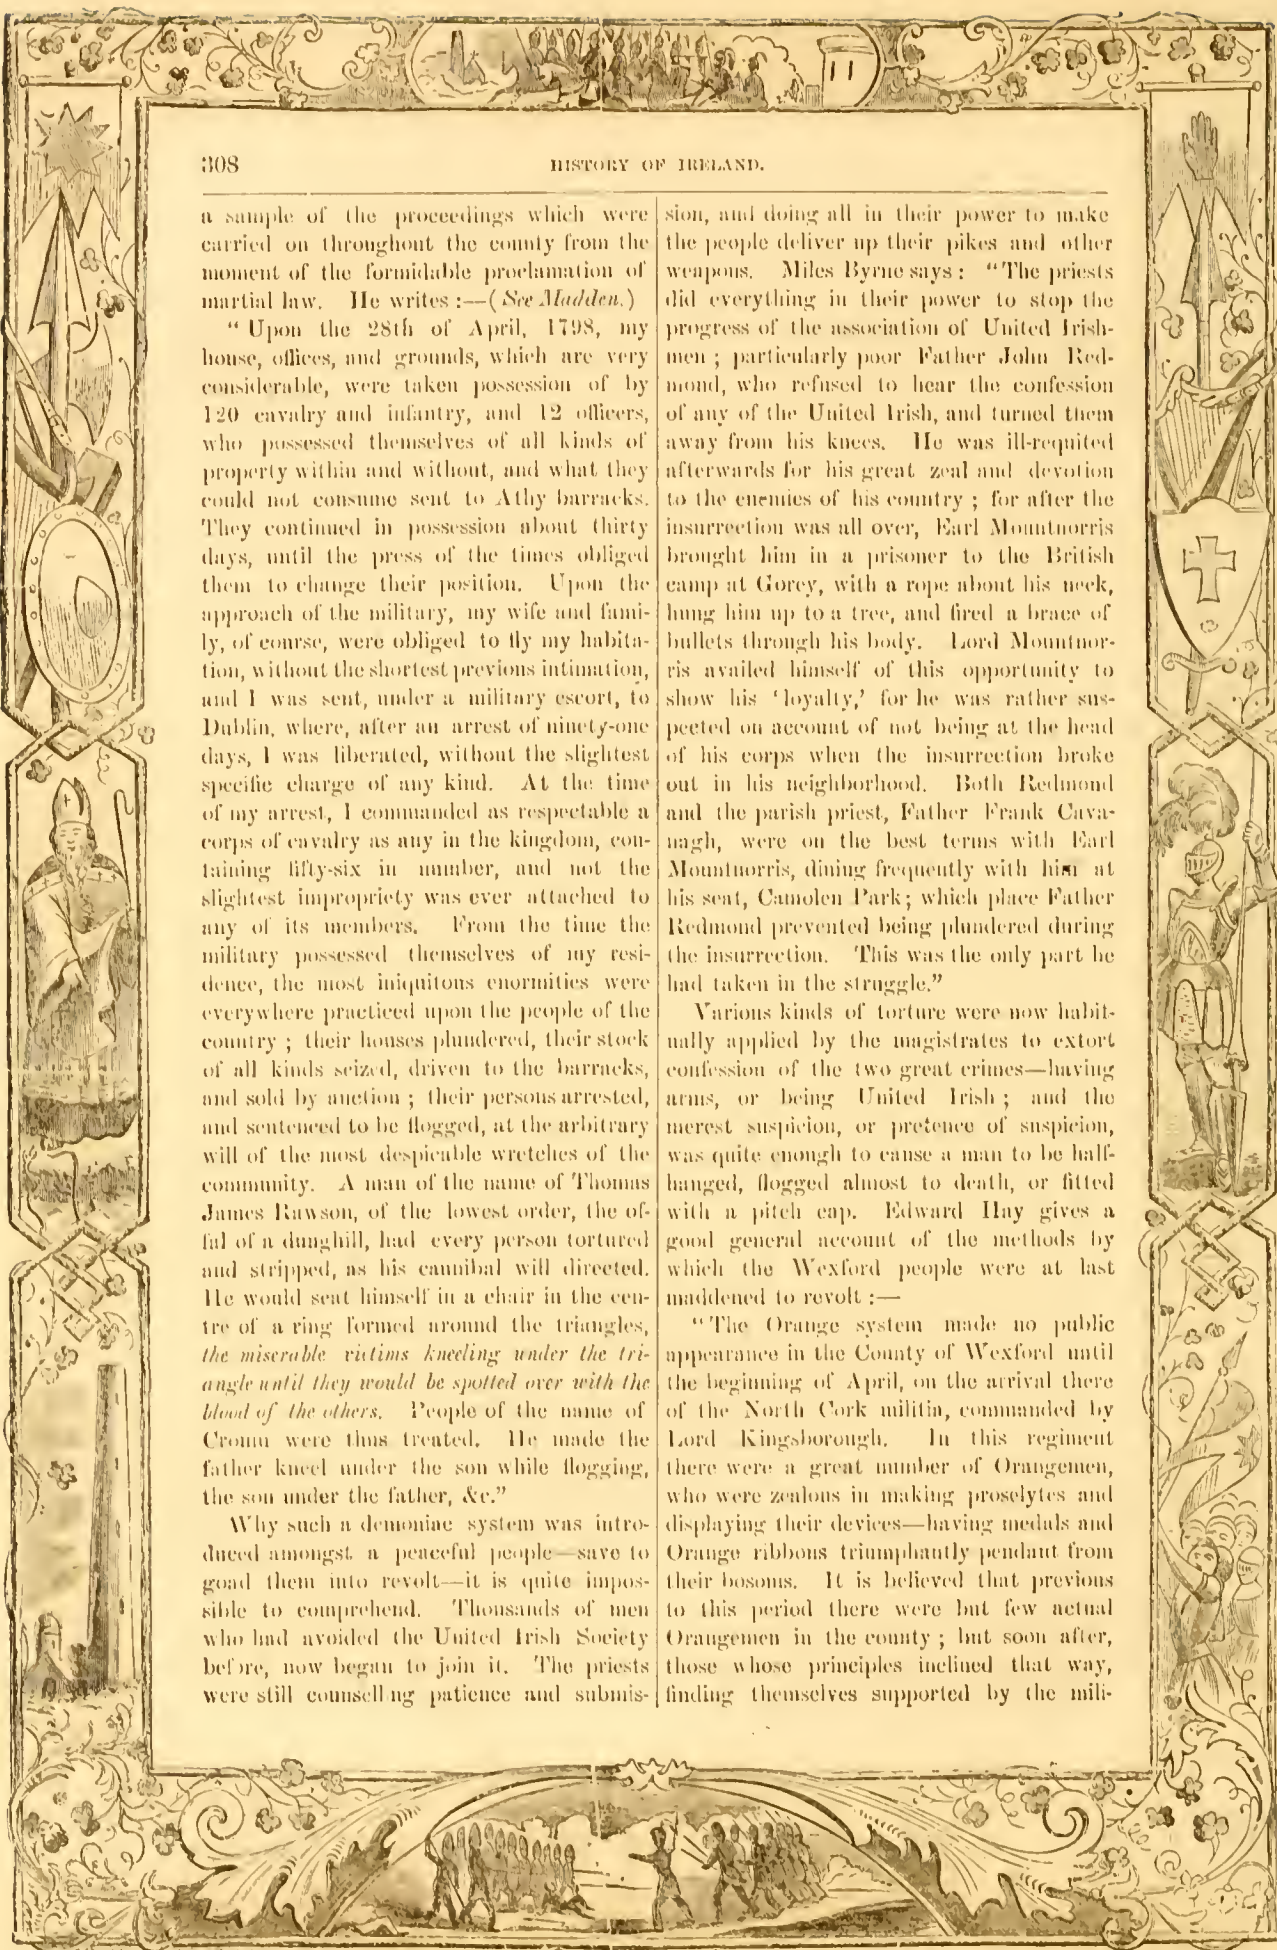 308
HISTORY OF IRELAND.
a sample of the proceedings which were
carried on throughout the county from the
moment of the formidable proclamation of
martial law. He writes :—(See Madden.)
“ Upon the 28th of April, 1798, my
house, offices, and grounds, which are very
considerable, were taken possession of by
120 cavalry and infantry, and 12 officers,
who possessed themselves of all kinds of
property within and without, and what they
could not consume sent to Athy barracks.
They continued in possession about thirty
days, until the press of the times obliged
them to change their position. Upon the
approach of the military, my wife and fami-
ly, of course, were obliged to fly my habita-
tion, without the shortest previous intimation,
and I was sent, under a military escort, to
Dublin, where, after an arrest of ninety-one
days, I was liberated, without the slightest
specific charge of any kind. At the time
of my arrest, I commanded as respectable a
corps of cavalry as any in the kingdom, con-
taining fifty-six in number, and not the
slightest impropriety was ever attached to
any of its members. From the time the
military possessed themselves of my resi-
dence, the most iniquitous enormities were
everywhere practiced upon the people of the
country ; their houses plundered, their stock
of all kinds seized, driven to the barracks,
and sold by auction ; their persons arrested,
and sentenced to be flogged, at the arbitrary
will of the most despicable wretches of the
community. A man of the name of Thomas
James Rawson, of the lowest order, the of-
fal of a dunghill, had every person tortured
and stripped, as his cannibal will directed.
He would seat himself in a chair in the cen-
tre of a ring formed around the triangles,
the miserable victims kneeling under the tri-
angle until they would be spotted over with the
blood of the others. People of the name of
Cronin were thus treated. He made the
father kneel under the son while flogging,
the son under the father, &c.”
Why such a demoniac system was intro-
duced amongst a peaceful people—save to
goad them into revolt—it is quite impos-
sible to comprehend. Thousands of men
who had avoided the United Irish Society
before, now began to join it. The priests
were still counselling patience and submis-
sion, and doing all in their power to make
the people deliver up their pikes and other
weapons. Miles Byrne says : “The priests
did everything in their power to stop the
progress of the association of United Irish-
men ; particularly poor Father John Red-
mond, who refused to hear the confession
of any of the United Irish, and turned them
away from his knees. He was ill-requited
afterwards for his great zeal and devotion
to the enemies of his country ; for after the
insurrection was all over, Earl Mountnorris
brought him in a prisoner to the British
camp at Gorey, with a rope about his neck,
hung him up to a tree, and fired a brace of
bullets through his body. Lord Mountnor-
ris availed himself of this opportunity to
show his ‘loyalty,’ for he was rather sus-
pected on account of not being at the head
of his corps when the insurrection broke
out in his neighborhood. Both Redmond
and the parish priest, Father Frank Cava-
nagh, were on the best terms with Earl
Mountnorris, dining frequently with him at
his seat, Camolen Park; which place Father
Redmond prevented being plundered during
the insurrection. This was the only part he
had taken in the struggle.”
Various kinds of torture were now habit-
ually applied by the magistrates to extort
confession of the two great crimes—having
arms, or being United Irish ; and the
merest suspicion, or pretence of suspicion,
was quite enough to cause a man to be half-
hanged, flogged almost to death, or fitted
with a pitch cap. Edward Hay gives a
good general account of the methods by
which the Wexford people were at last
maddened to revolt :—
“The Orange system made no public
appearance in the County of Wexford until
the beginning of April, on the arrival there
of the North Cork militia, commanded by
Lord Kingsborough. In this regiment
there were a great number of Orangemen,
who were zealous in making proselytes and
displaying their devices—having medals and
Orange ribbons triumphantly pendant from
their bosoms. It is believed that previous
to this period there were but few actual
Orangemen in the county ; but soon after,
those whose principles inclined that way,
finding themselves supported by the mili-